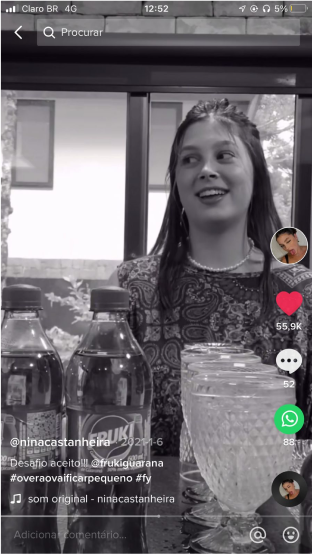 Claro BR 4G 12:52 5%
Procurar
FRUKI
55,9K
52
88
@ninacastanheira · 2021-1-6
Desafio aceito!!! @frukiguarana
#overaovaificarpequeno #fy
som original - ninacastanheira
Adicionar comentário...